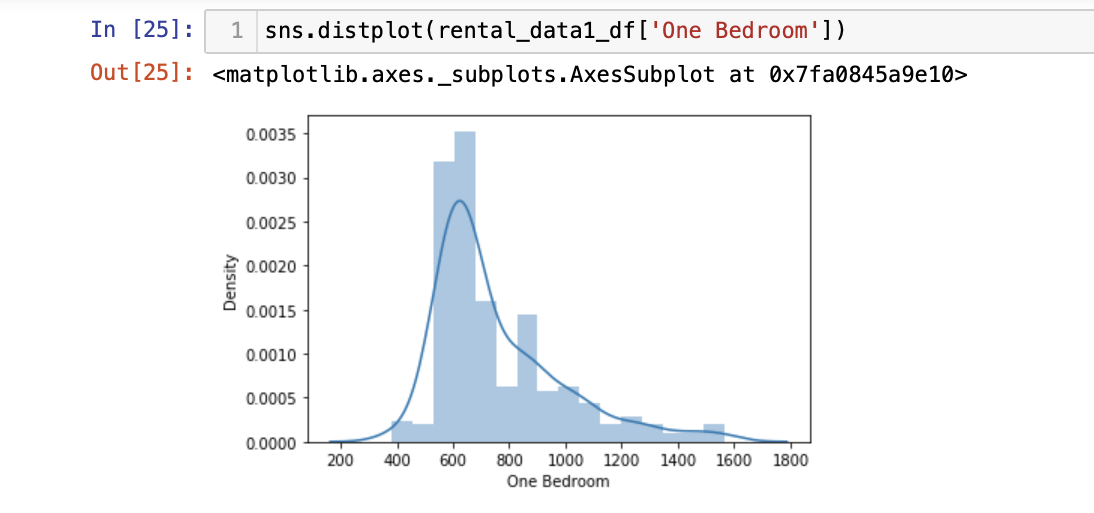 In [25]: 1 sns.distplot(rental_data1_df['One Bedroom'])
Out[25]: <matplotlib.axes._subplots.AxesSubplot at 0x7fa0845a9e10>
0.0035
0.0030
0.0025
0.0020
0.0015
0.0010
0.0005
0.0000
Density
200 400 600 800 1000 1200 1400 1600 1800
One Bedroom